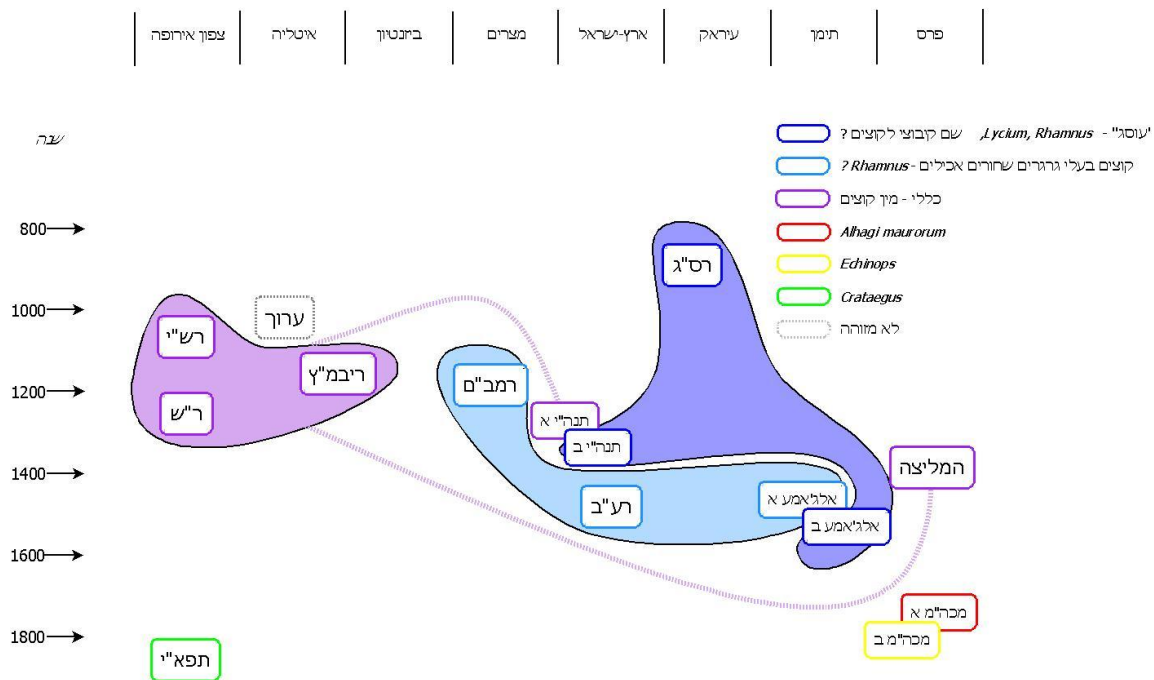 פרס
תימן
עיראק
ארץ-ישראל
מצרים
ביזנטיון
איטליה
צפון אירופה
שנה
'עוסג" - Lycium, Rhamnus, שם קיבוצי לקוצים ?
קוצים בעלי גרגרים שחורים אכילים - Rhamnus ?
כללי - מין קוצים
Alhagi maurorum
Echinops
Crataegus
לא מזוהה
800
1000
1200
1400
1600
1800
רס"ג
ערוך
רש"י
ריבמ"ץ
רמב"ם
ר"ש
תנה"י א
תנה"י ב
המליצה
רע"ב
אלג'אמע א
אלג'אמע ב
מכה"מ א
מכה"מ ב
תפא"י